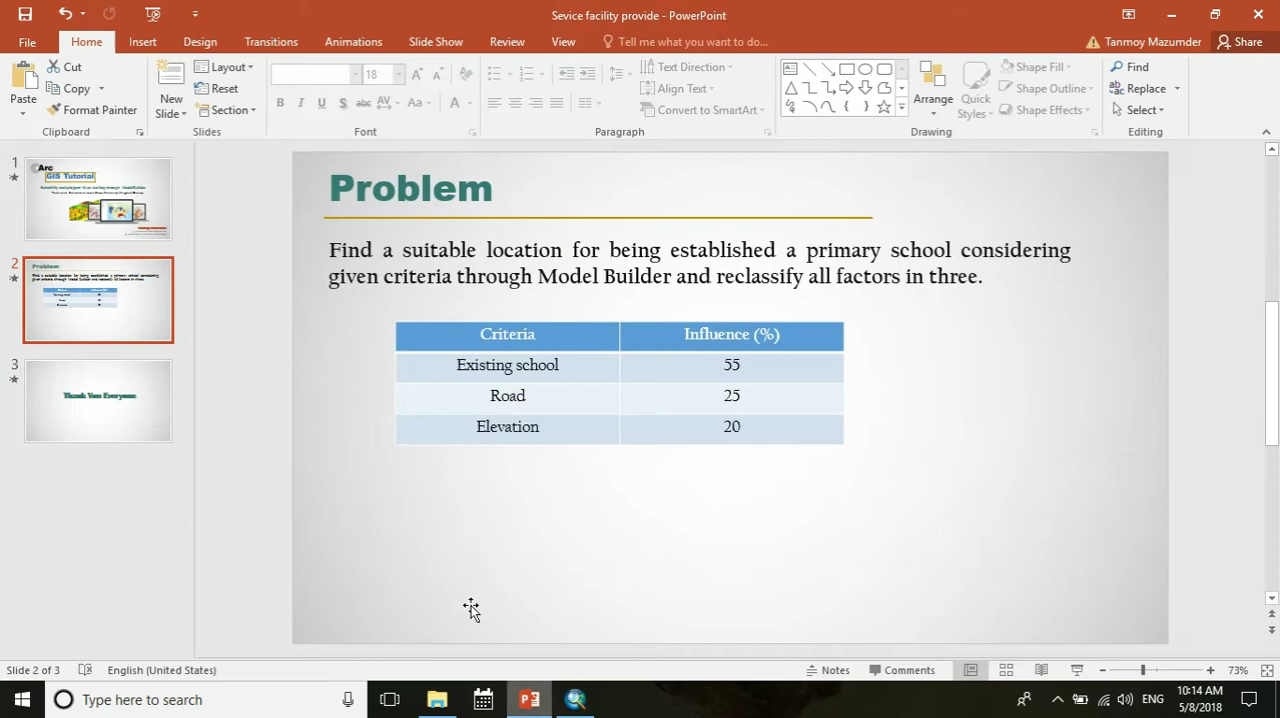 Sevice facility provide - PowerPoint
File Home Insert Design Transitions Animations Slide Show Review View Tell me what you want to do... Tanmoy Mazumder Share
Paste
Cut
Copy
Format Painter
Clipboard
New Slide
Layout
Reset
Section
Slides
18
Font
Text Direction
Align Text
Convert to SmartArt
Paragraph
Arrange
Quick Styles
Shape Fill
Shape Outline
Shape Effects
Drawing
Find
Replace
Select
Editing
1
Arc
GIS Tutorial
2
Problem
3
Thank You Everyone
Problem
Find a suitable location for being established a primary school considering
given criteria through Model Builder and reclassify all factors in three.
Criteria Influence (%)
Existing school 55
Road 25
Elevation 20
Slide 2 of 3 English (United States) Notes Comments 73%
Type here to search ENG 10:14 AM
5/8/2018